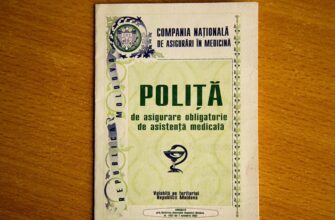 COMPANIA NAȚIONALĂ
DE ASIGURĂRI ÎN MEDICINĂ
REPUBLICA MOLDOVA
POLIȚĂ
de asigurare obligatorie
de asistență medicală
Valabilă pe teritoriul
Republicii Moldova